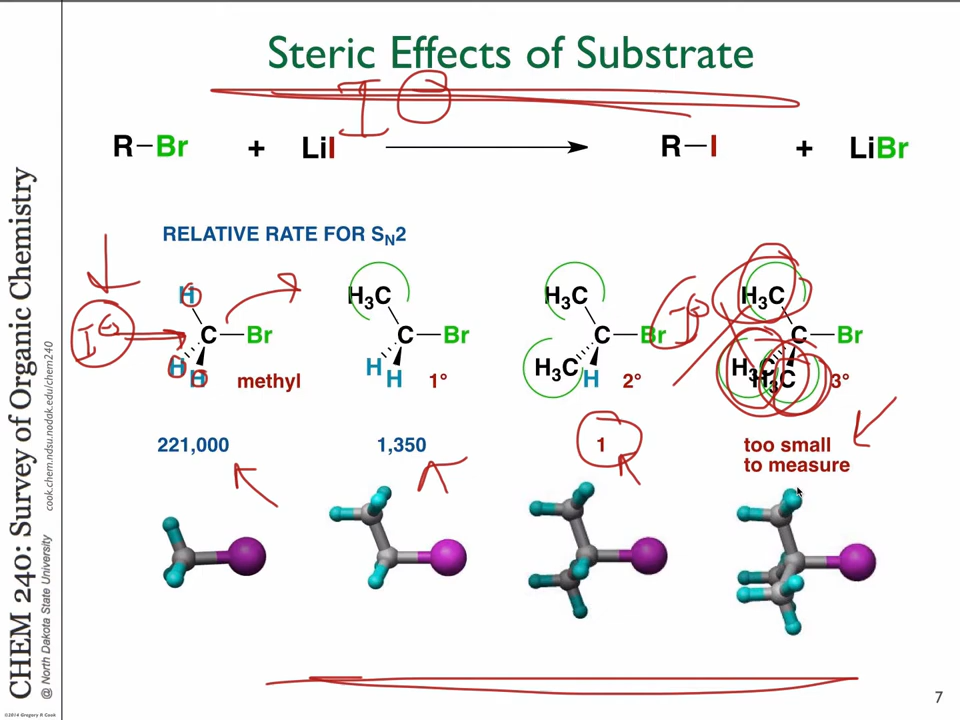 Steric Effects of Substrate
I ⊖
R–Br + LiI R–I + LiBr
RELATIVE RATE FOR SN2
I⊖ H C Br H H methyl
H3C C Br H H 1°
H3C C Br H3C H 2°
I⊖ H3C C Br H3C H3C 3°
221,000 1,350 1 too small
to measure
CHEM 240: Survey of Organic Chemistry
@ North Dakota State University cook.chem.ndsu.nodak.edu/chem240
©2014 Gregory R Cook
7